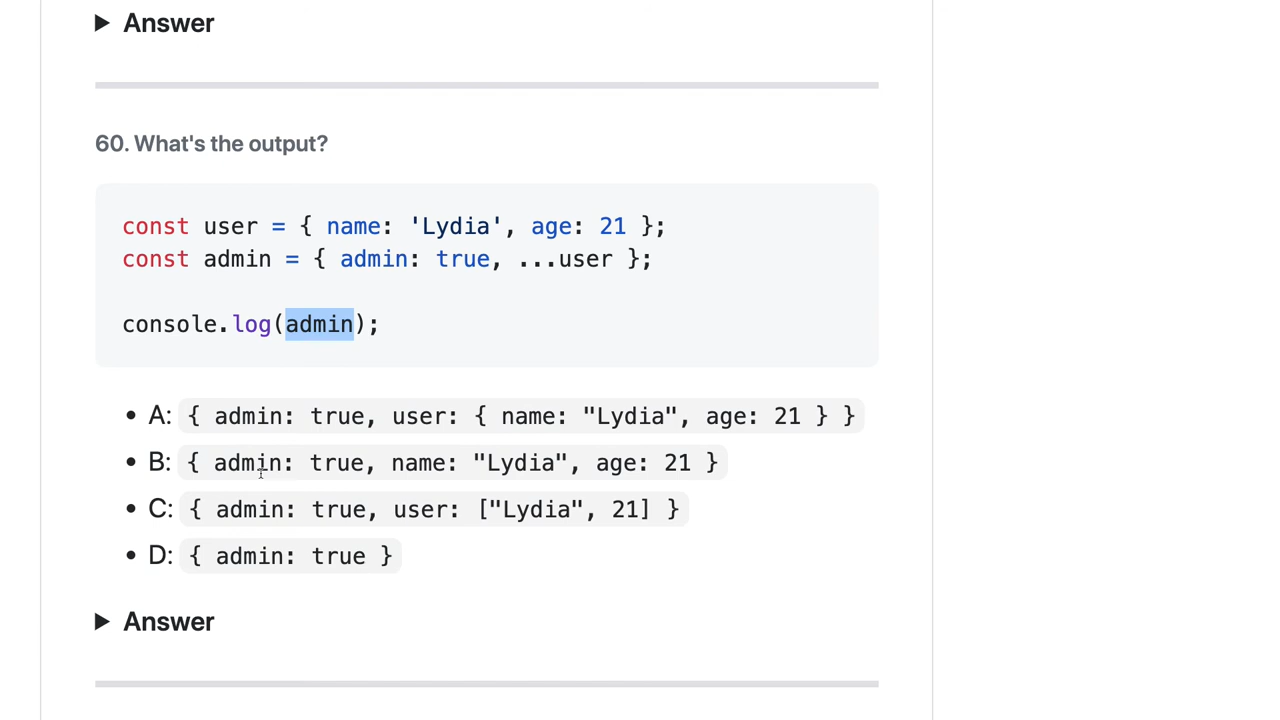 Answer
60. What's the output?
const user = { name: 'Lydia', age: 21 };
const admin = { admin: true, ...user };
console.log(admin);
A: { admin: true, user: { name: "Lydia", age: 21 } }
B: { admin: true, name: "Lydia", age: 21 }
C: { admin: true, user: ["Lydia", 21] }
D: { admin: true }
Answer